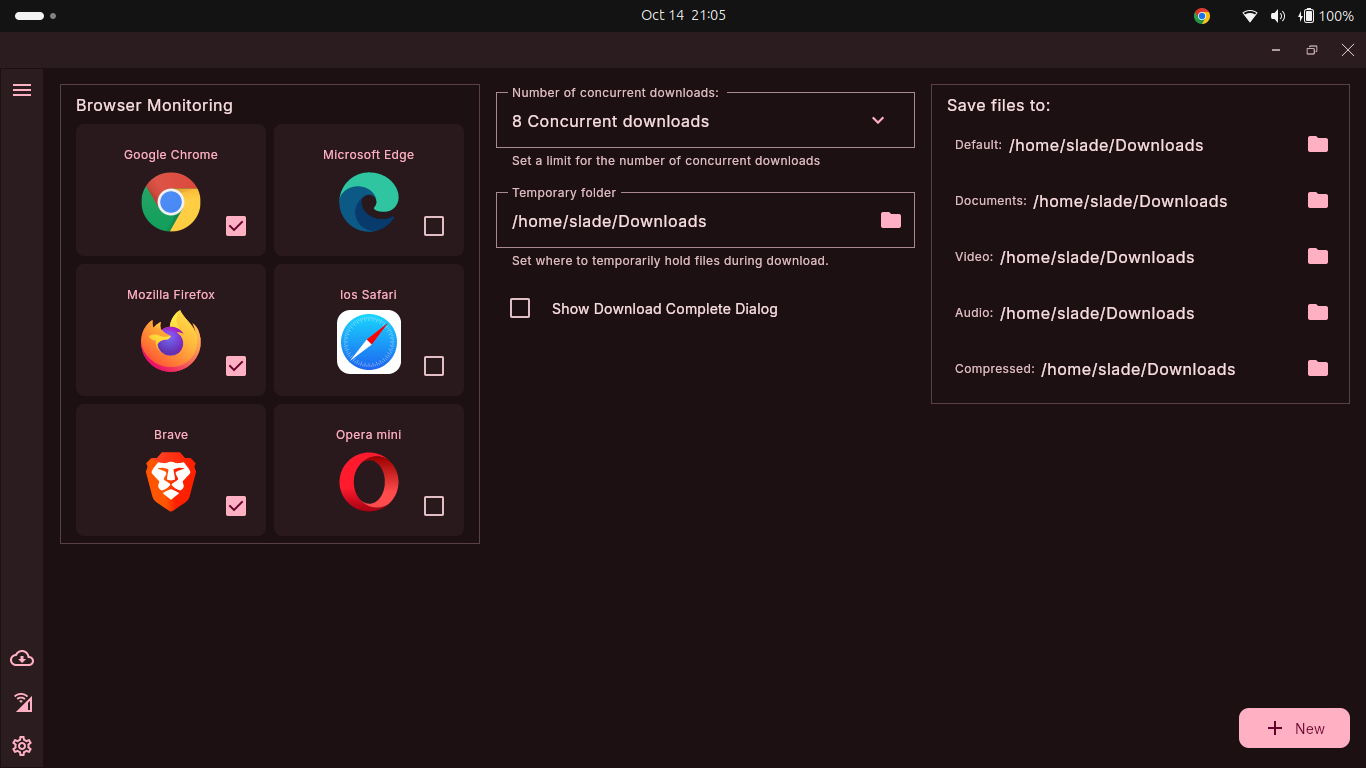 Oct 14 21:05
100%
Browser Monitoring
Google Chrome
Microsoft Edge
Mozilla Firefox
Ios Safari
Brave
Opera mini
Number of concurrent downloads:
8 Concurrent downloads
Set a limit for the number of concurrent downloads
Temporary folder
/home/slade/Downloads
Set where to temporarily hold files during download.
Show Download Complete Dialog
Save files to:
Default: /home/slade/Downloads
Documents: /home/slade/Downloads
Video: /home/slade/Downloads
Audio: /home/slade/Downloads
Compressed: /home/slade/Downloads
New